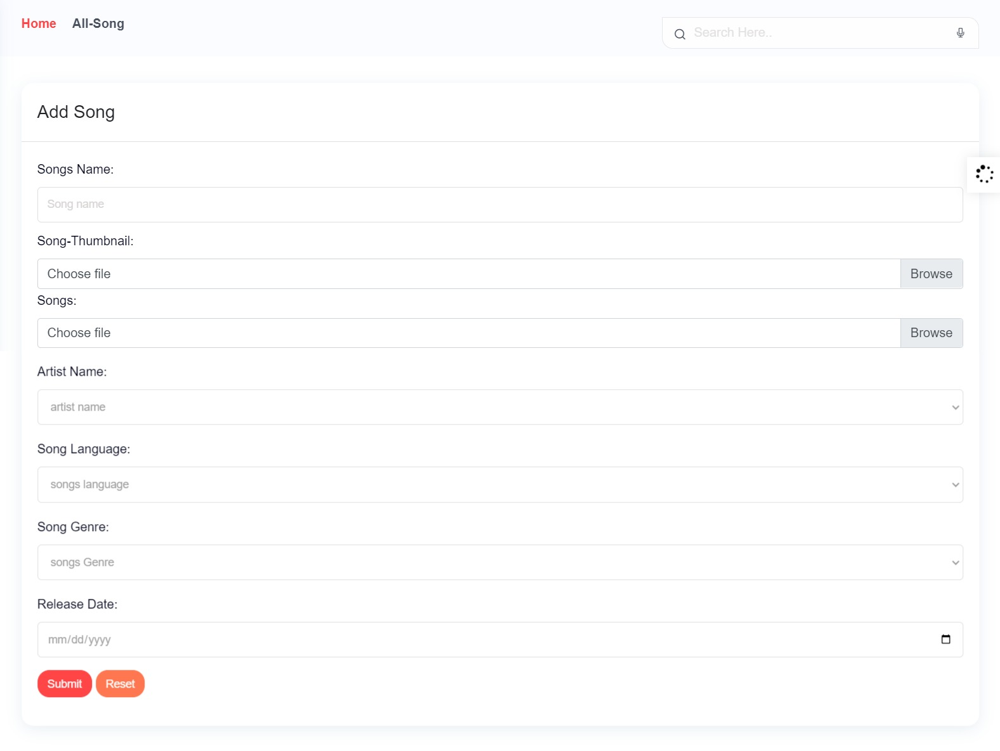 Home All-Song
Search Here..
Add Song
Songs Name:
Song name
Song-Thumbnail:
Choose file Browse
Songs:
Choose file Browse
Artist Name:
artist name
Song Language:
songs language
Song Genre:
songs Genre
Release Date:
mm/dd/yyyy
Submit Reset